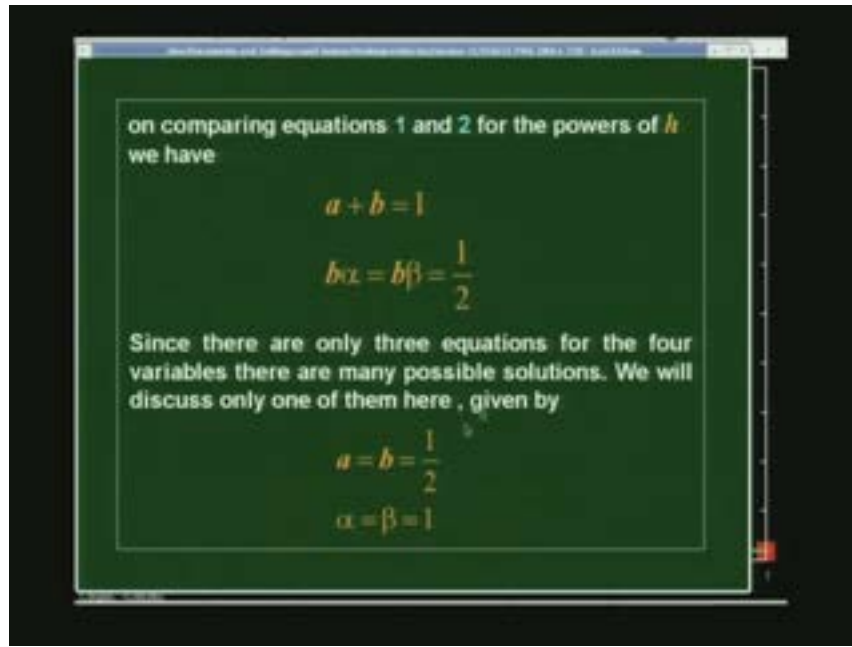 on comparing equations 1 and 2 for the powers of h
we have
a + b = 1
bα = bβ = 1/2
Since there are only three equations for the four
variables there are many possible solutions. We will
discuss only one of them here , given by
a = b = 1/2
α = β = 1